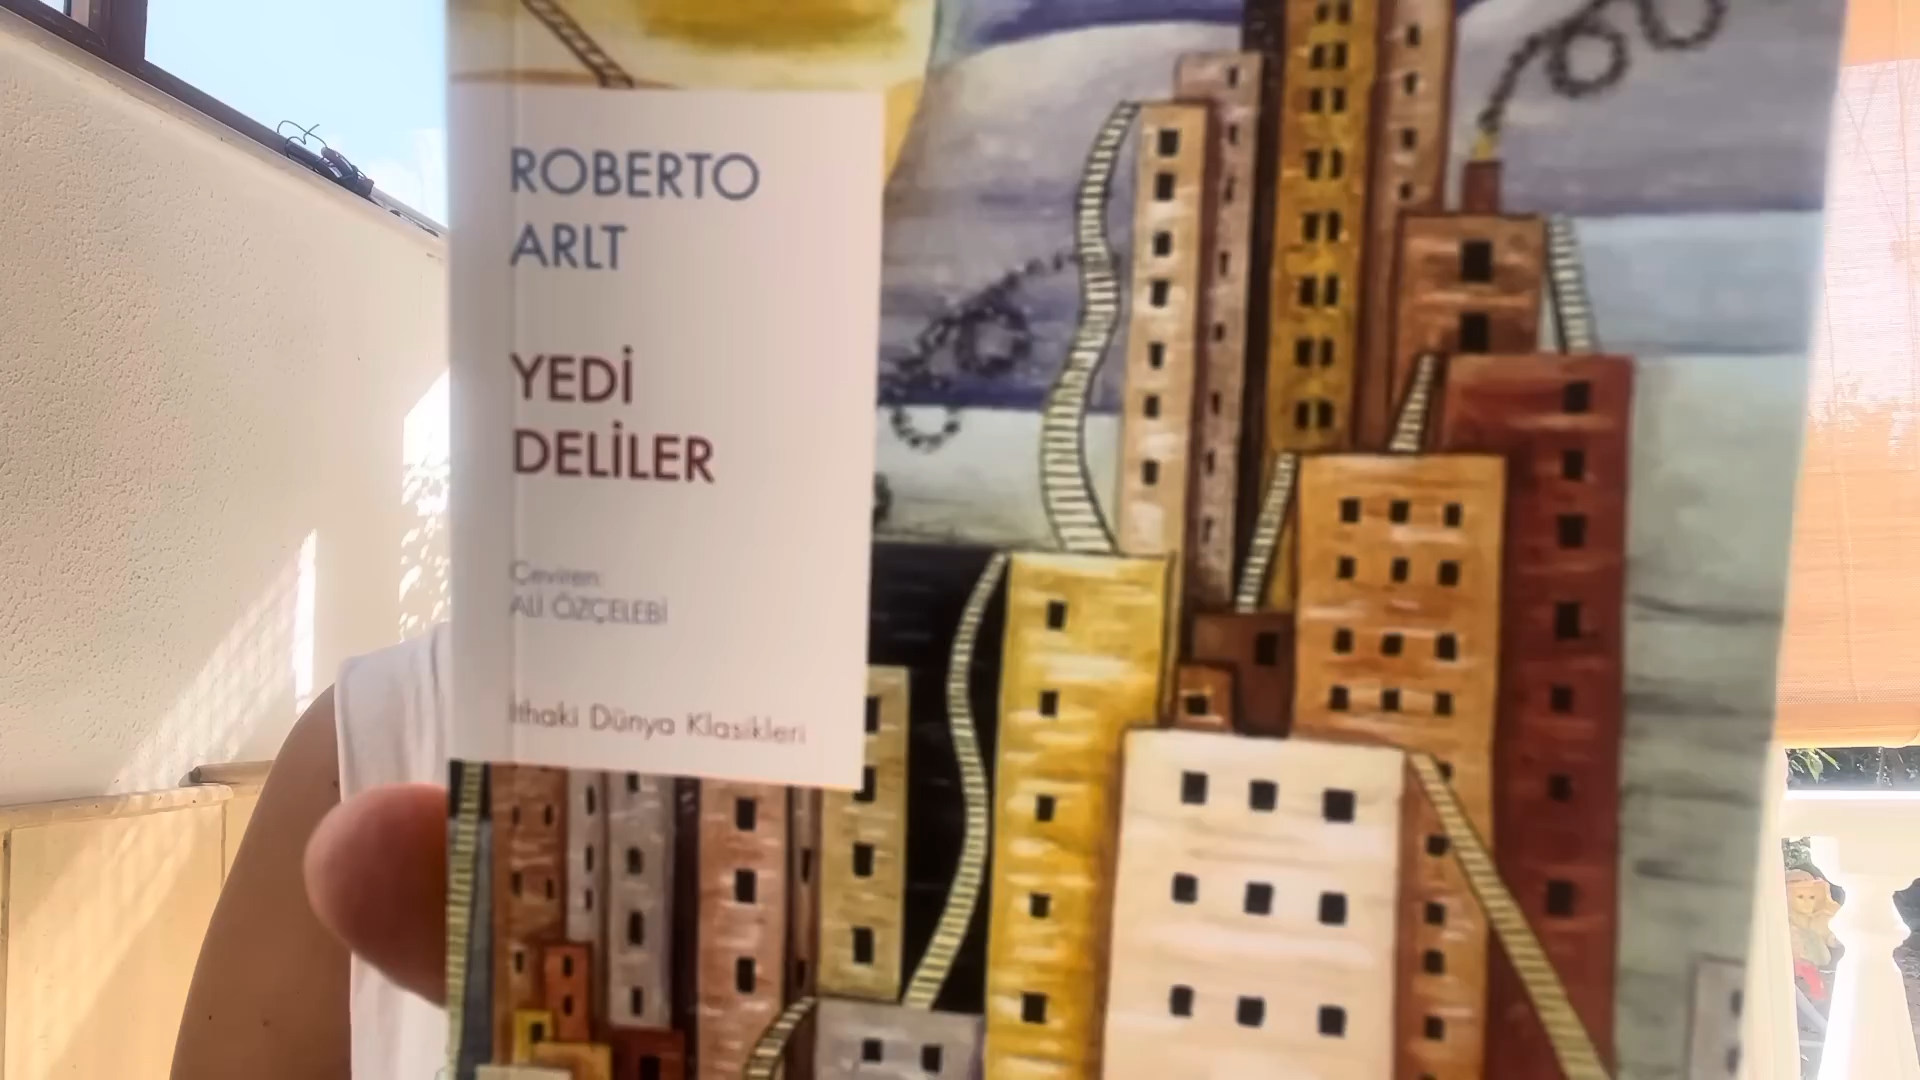 ROBERTO
ARLT
YEDİ
DELİLER
Çeviren:
ALİ ÖZÇELEBİ
İthaki Dünya Klasikleri